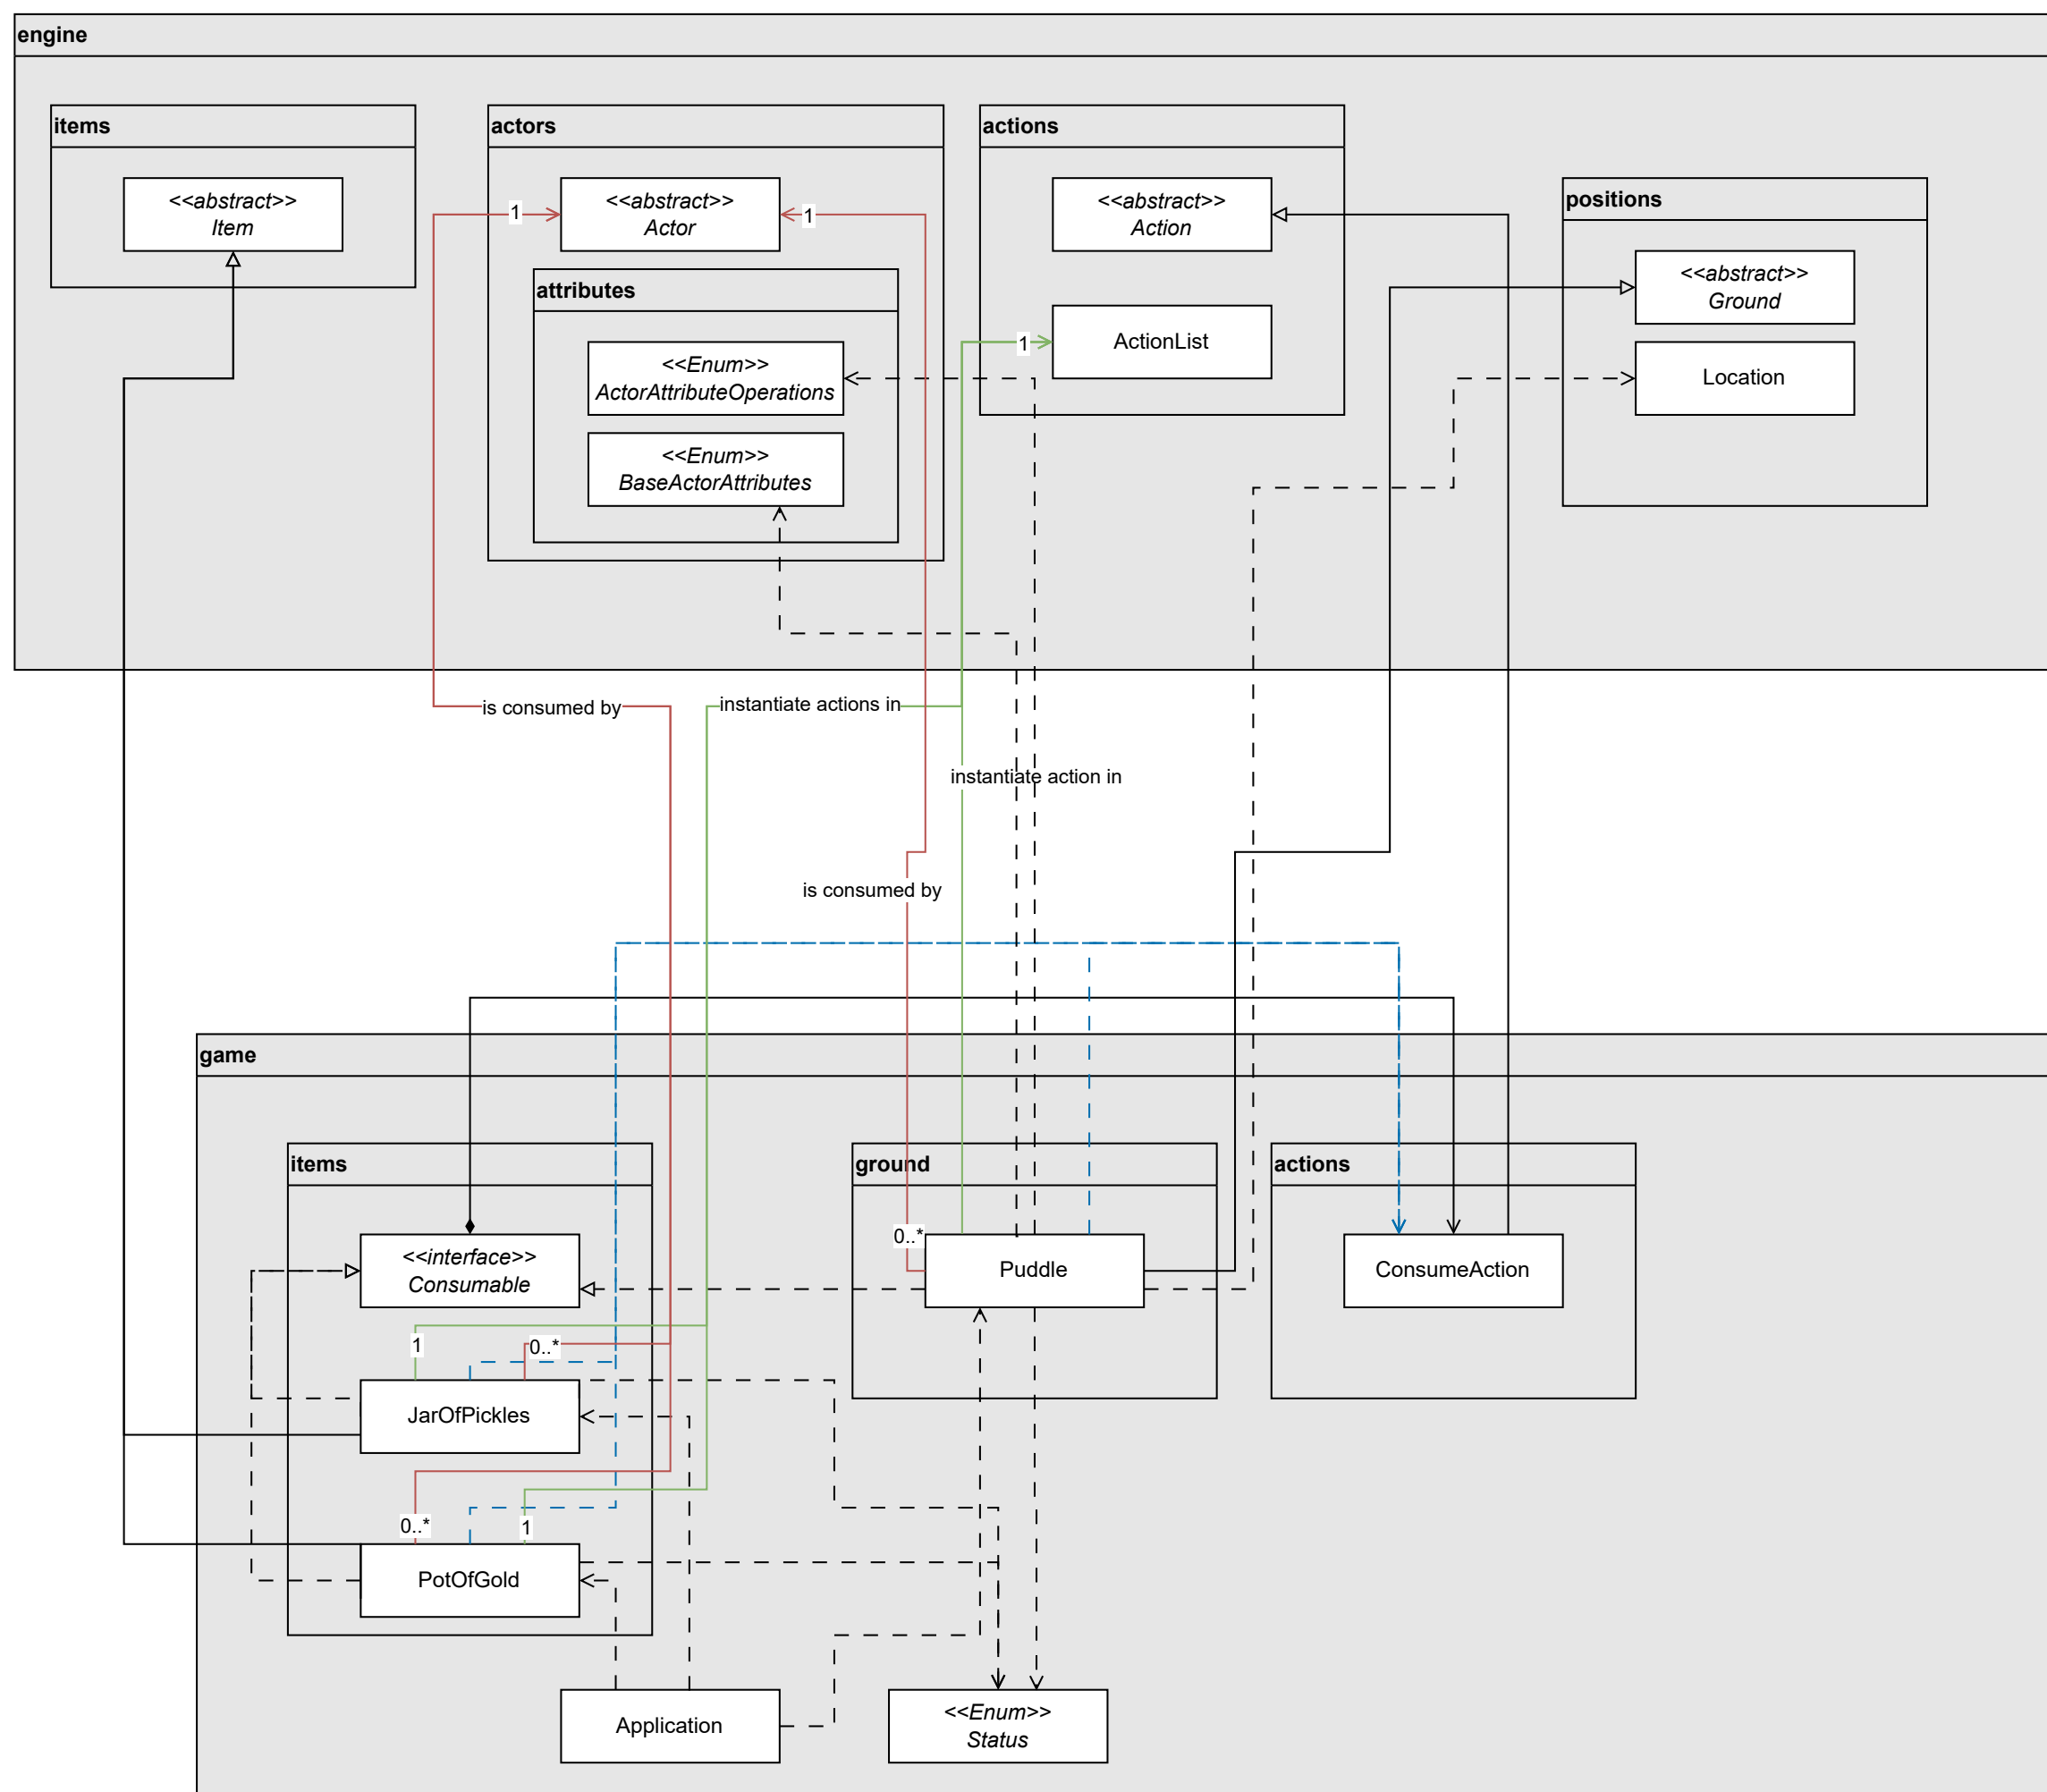 engine
items
<<abstract>>
Item
actors
1
<<abstract>>
Actor
1
attributes
<<Enum>>
ActorAttributeOperations
<<Enum>>
BaseActorAttributes
actions
<<abstract>>
Action
1
ActionList
positions
<<abstract>>
Ground
Location
is consumed by
instantiate actions in
instantiate action in
is consumed by
game
items
<<interface>>
Consumable
1
0..*
JarOfPickles
0..*
1
PotOfGold
ground
0..*
Puddle
actions
ConsumeAction
Application
<<Enum>>
Status